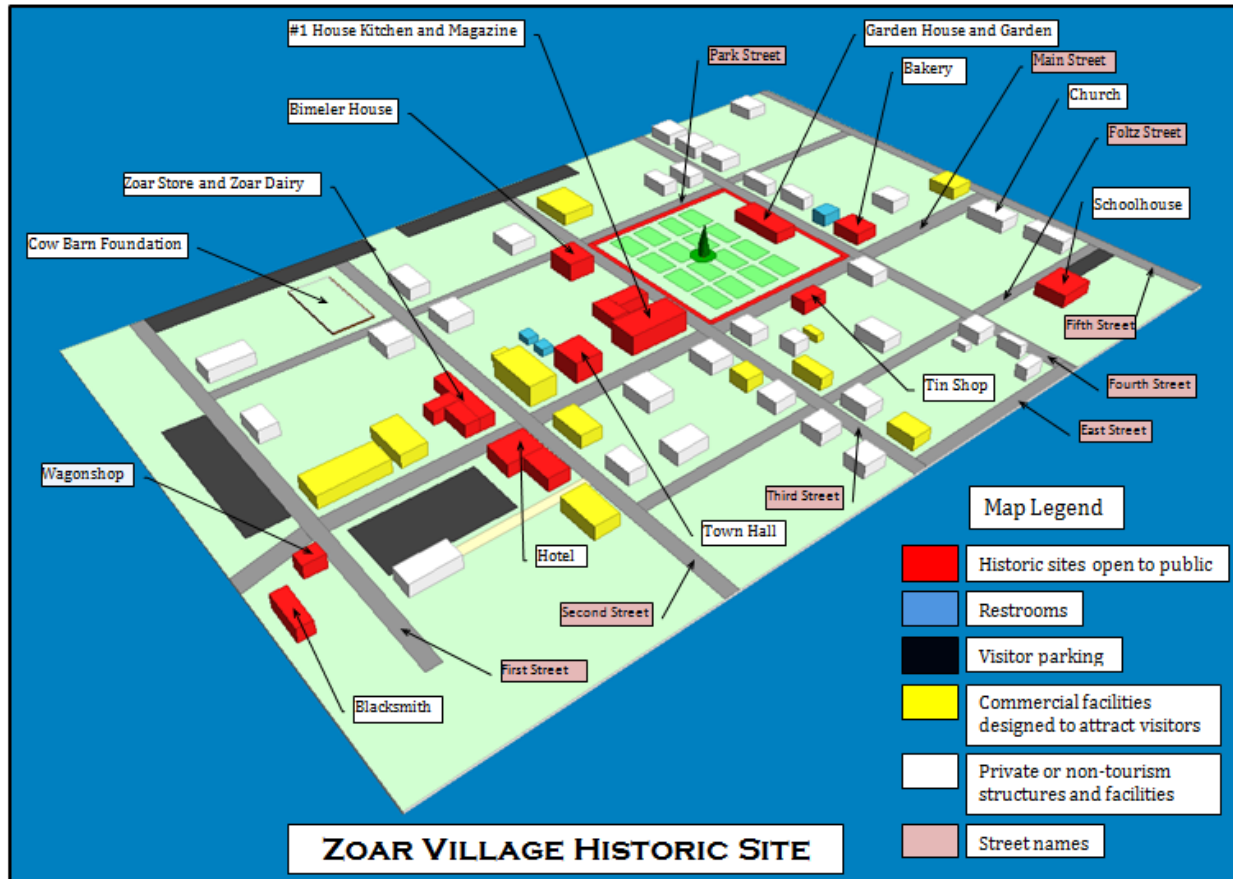 #1 House Kitchen and Magazine
Garden House and Garden
Park Street
Main Street
Bakery
Church
Bimeler House
Foltz Street
Zoar Store and Zoar Dairy
Schoolhouse
Cow Barn Foundation
Fifth Street
Tin Shop
Fourth Street
East Street
Wagonshop
Third Street
Map Legend
Town Hall
Hotel
Historic sites open to public
Second Street
Restrooms
First Street
Visitor parking
Blacksmith
Commercial facilities
designed to attract visitors
Private or non-tourism
structures and facilities
Street names
Zoar Village Historic Site